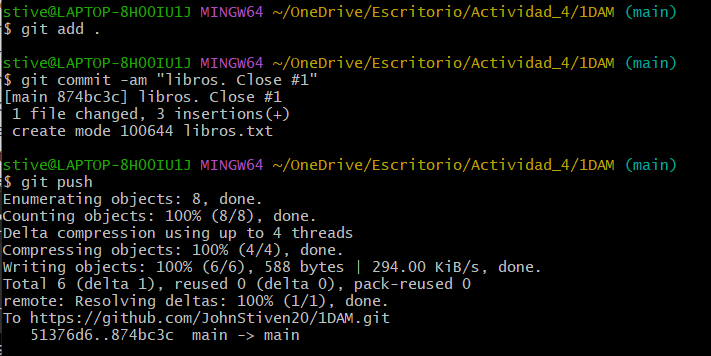 stive@LAPTOP-8HO0IU1J MINGW64 ~/OneDrive/Escritorio/Actividad_4/1DAM (main)
$ git add .
stive@LAPTOP-8HO0IU1J MINGW64 ~/OneDrive/Escritorio/Actividad_4/1DAM (main)
$ git commit -am "libros. Close #1"
[main 874bc3c] libros. Close #1
 1 file changed, 3 insertions(+)
 create mode 100644 libros.txt
stive@LAPTOP-8HO0IU1J MINGW64 ~/OneDrive/Escritorio/Actividad_4/1DAM (main)
$ git push
Enumerating objects: 8, done.
Counting objects: 100% (8/8), done.
Delta compression using up to 4 threads
Compressing objects: 100% (4/4), done.
Writing objects: 100% (6/6), 588 bytes | 294.00 KiB/s, done.
Total 6 (delta 1), reused 0 (delta 0), pack-reused 0
remote: Resolving deltas: 100% (1/1), done.
To https://github.com/JohnStiven20/1DAM.git
   51376d6..874bc3c  main -> main